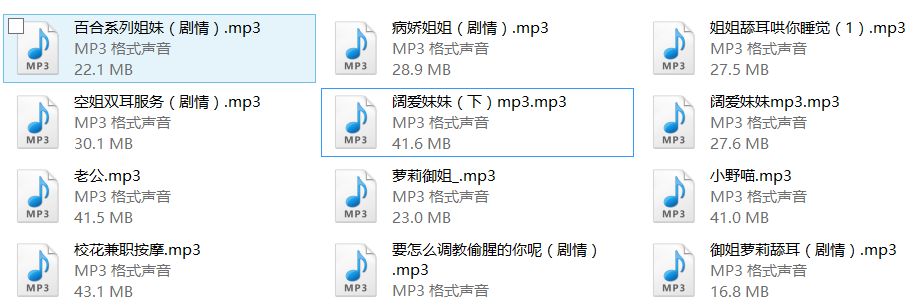 百合系列姐妹（剧情）.mp3
MP3 格式声音
22.1 MB
病娇姐姐（剧情）.mp3
MP3 格式声音
28.9 MB
姐姐舔耳哄你睡觉（1）.mp3
MP3 格式声音
27.5 MB
空姐双耳服务（剧情）.mp3
MP3 格式声音
30.1 MB
阔爱妹妹（下）mp3.mp3
MP3 格式声音
41.6 MB
阔爱妹妹mp3.mp3
MP3 格式声音
27.6 MB
老公.mp3
MP3 格式声音
41.5 MB
萝莉御姐_.mp3
MP3 格式声音
23.0 MB
小野喵.mp3
MP3 格式声音
41.0 MB
校花兼职按摩.mp3
MP3 格式声音
43.1 MB
要怎么调教偷腥的你呢（剧情）
.mp3
MP3 格式声音
御姐萝莉舔耳（剧情）.mp3
MP3 格式声音
16.8 MB
MP3
MP3
MP3
MP3
MP3
MP3
MP3
MP3
MP3
MP3
MP3
MP3